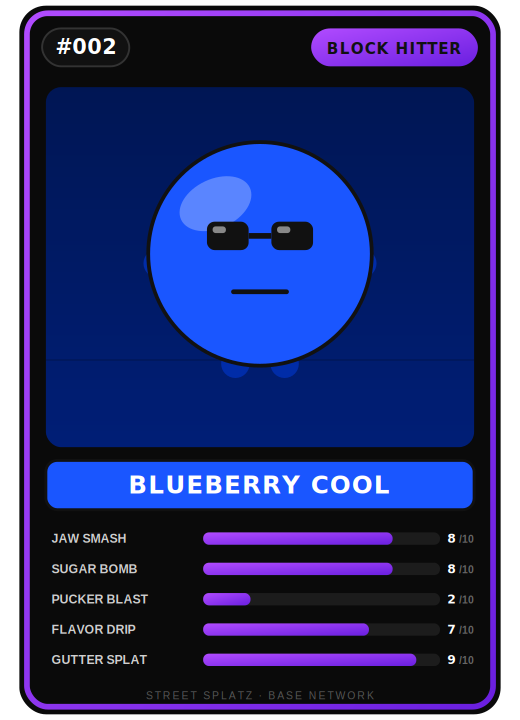 #002 BLOCK HITTER
BLUEBERRY COOL
JAW SMASH 8 /10
SUGAR BOMB 8 /10
PUCKER BLAST 2 /10
FLAVOR DRIP 7 /10
GUTTER SPLAT 9 /10
STREET SPLATZ · BASE NETWORK